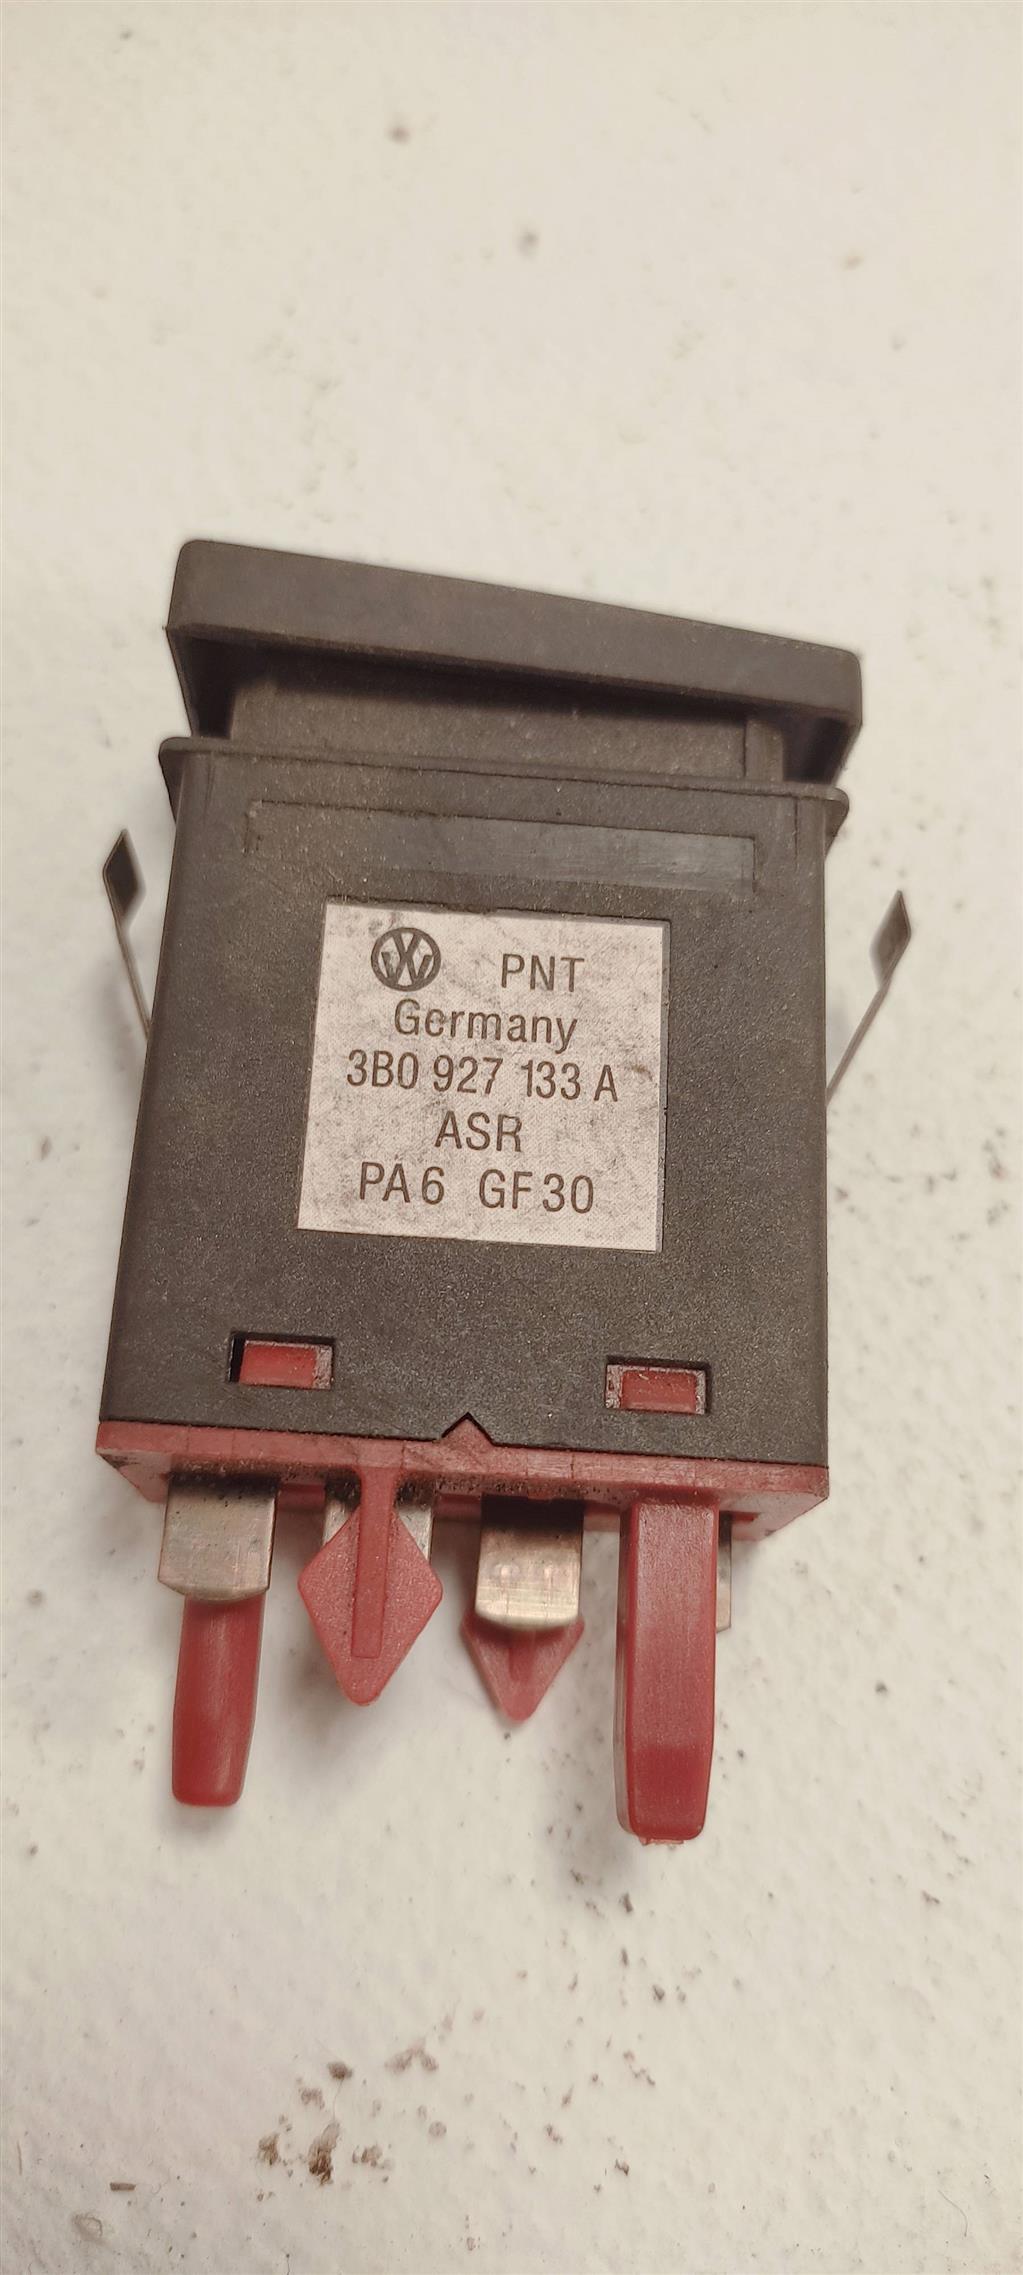 PNT
Germany
3B0 927 133 A
ASR
PA6 GF30